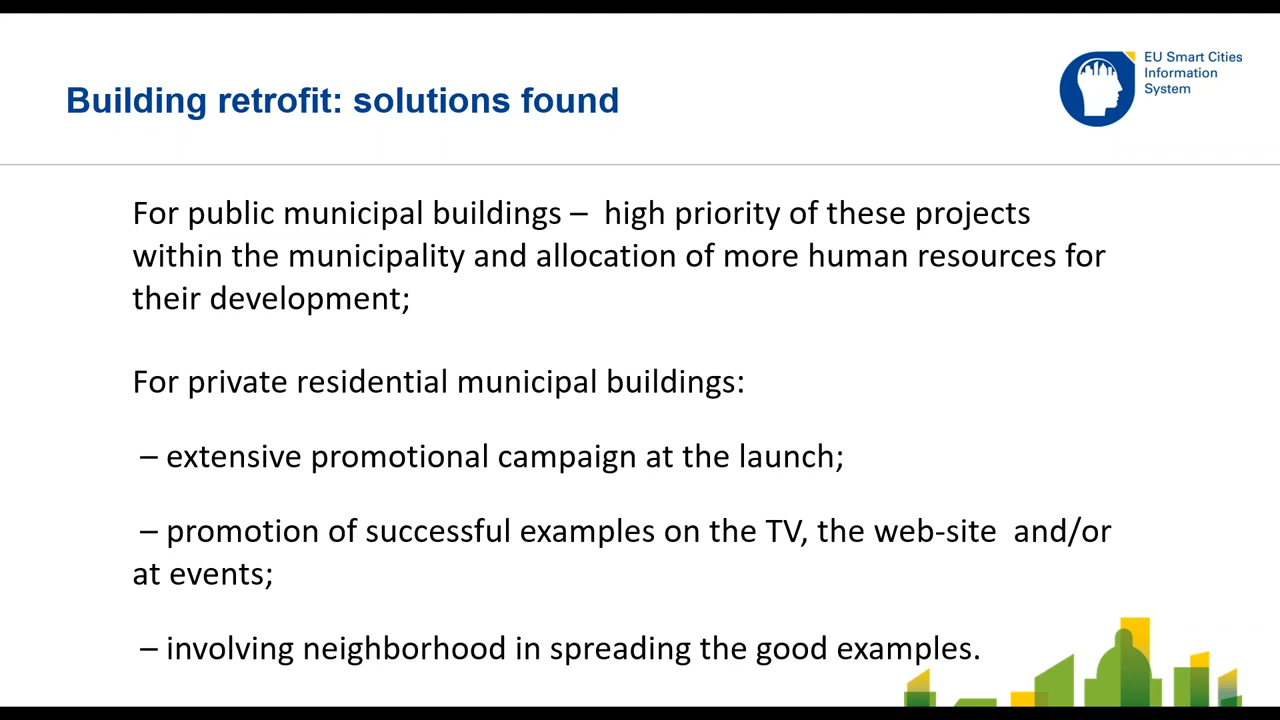 EU Smart Cities
Information
System
Building retrofit: solutions found
For public municipal buildings – high priority of these projects
within the municipality and allocation of more human resources for
their development;
For private residential municipal buildings:
– extensive promotional campaign at the launch;
– promotion of successful examples on the TV, the web-site and/or
at events;
– involving neighborhood in spreading the good examples.